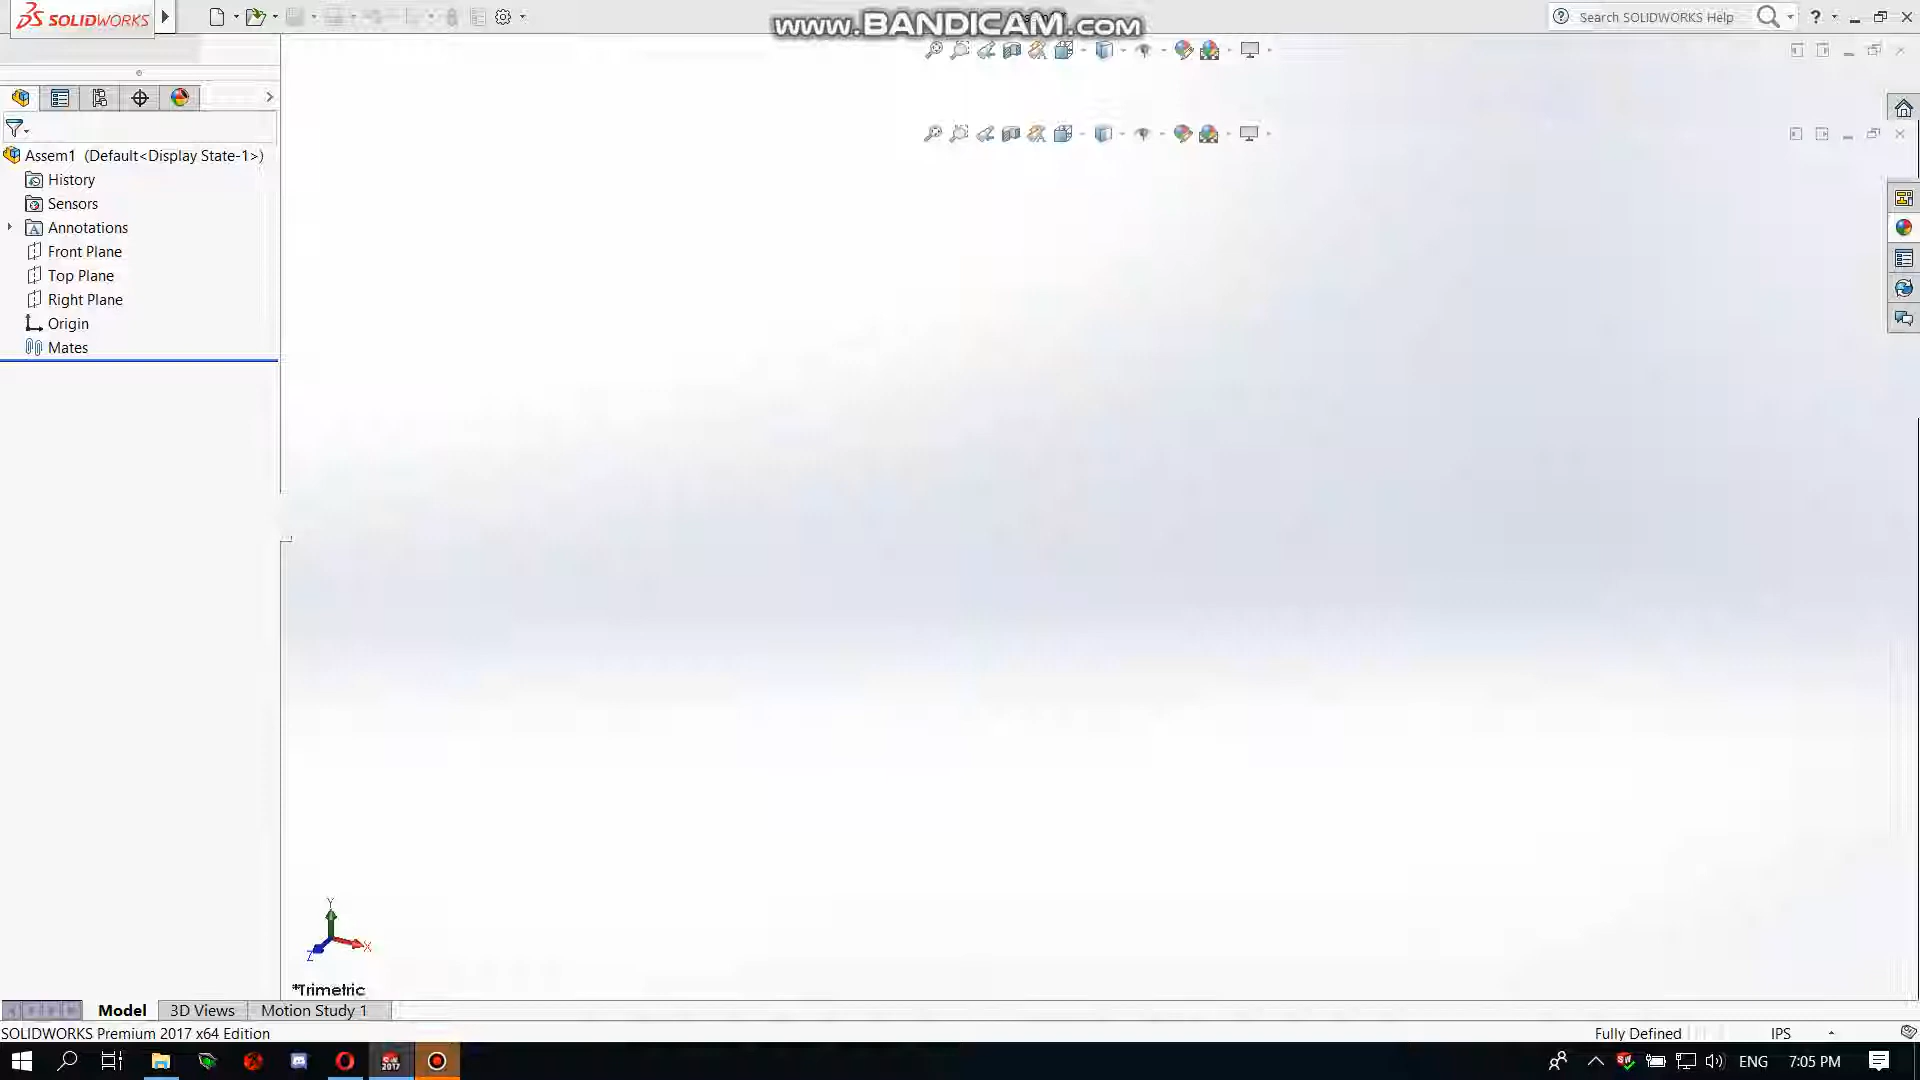 SOLIDWORKS
www.BANDICAM.com
Search SOLIDWORKS Help
?
Assem1 (Default<Display State-1>)
History
Sensors
Annotations
Front Plane
Top Plane
Right Plane
Origin
Mates
Y
X
Z
*Trimetric
Model
3D Views
Motion Study 1
SOLIDWORKS Premium 2017 x64 Edition
Fully Defined
IPS
SW
2017
ENG
7:05 PM